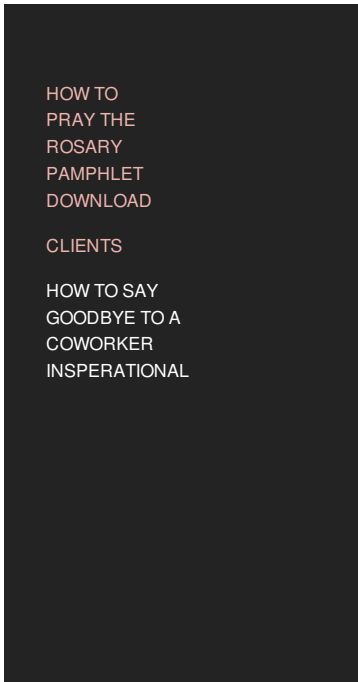 HOW TO
PRAY THE
ROSARY
PAMPHLET
DOWNLOAD
CLIENTS
HOW TO SAY
GOODBYE TO A
COWORKER
INSPERATIONAL